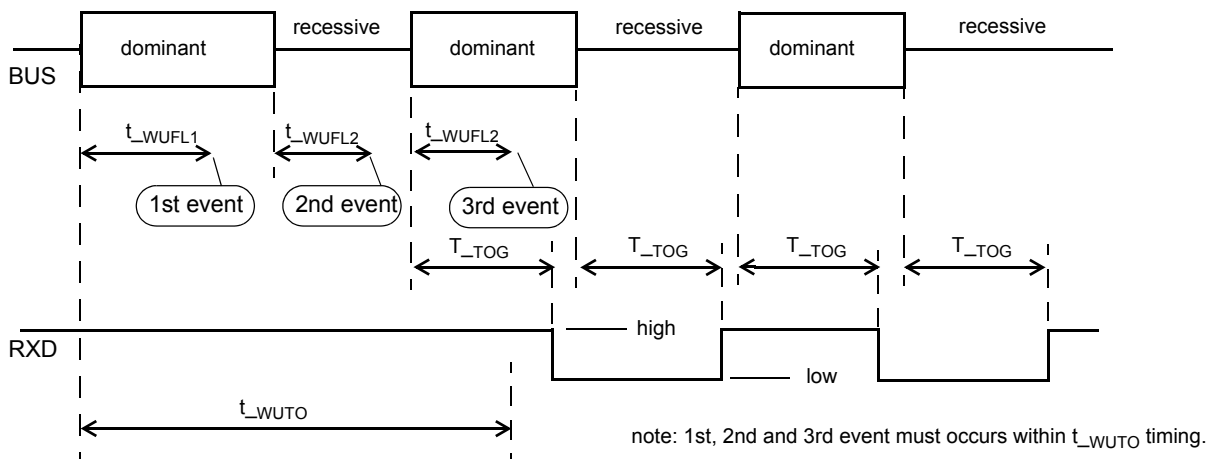 recessive recessive recessive
dominant dominant dominant
BUS
t_WUFL1 t_WUFL2 t_WUFL2
1st event 2nd event 3rd event
T_TOG T_TOG T_TOG T_TOG
high
RXD
low
t_WUTO
note: 1st, 2nd and 3rd event must occurs within t_WUTO timing.